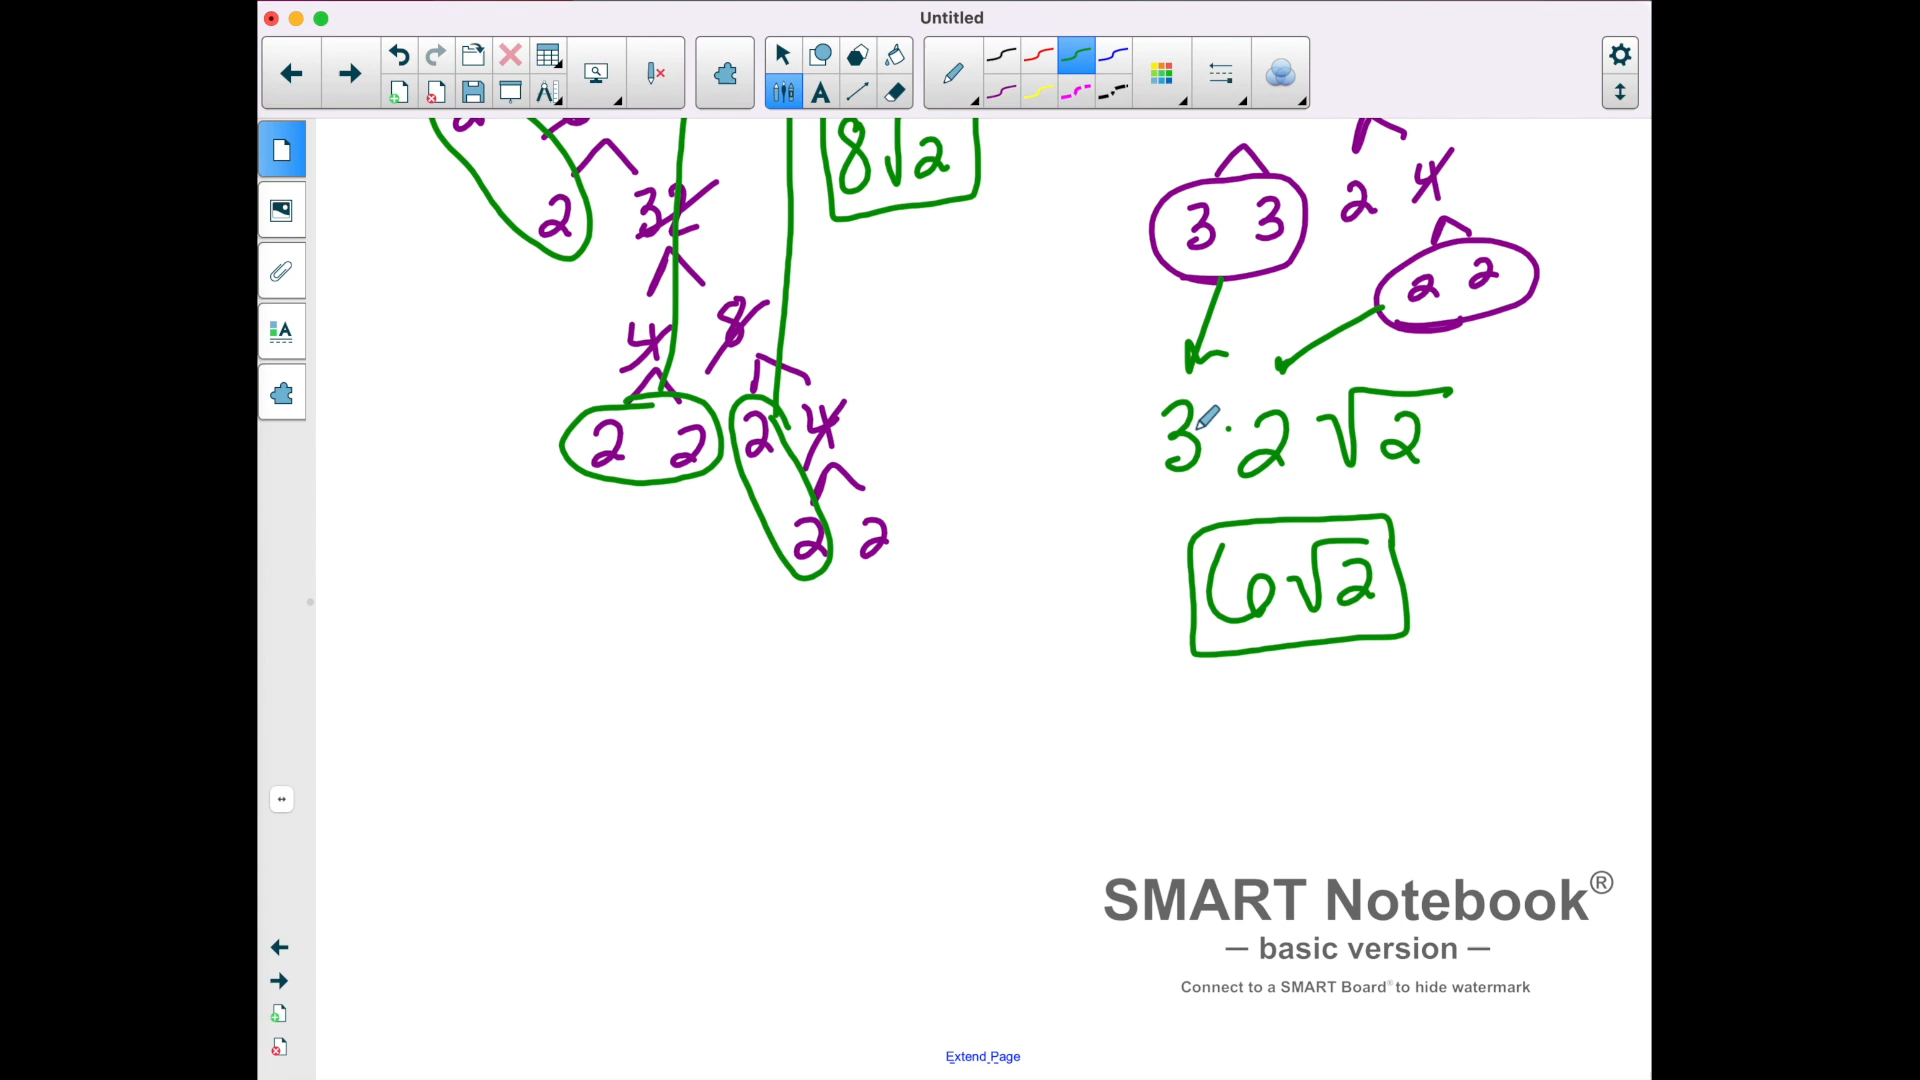 Untitled
8√2
2 32
4 8
2 2 2 4
2 2
3 3 2 4
2 2
3·2 √2
6√2
SMART Notebook®
— basic version —
Connect to a SMART Board® to hide watermark
Extend Page